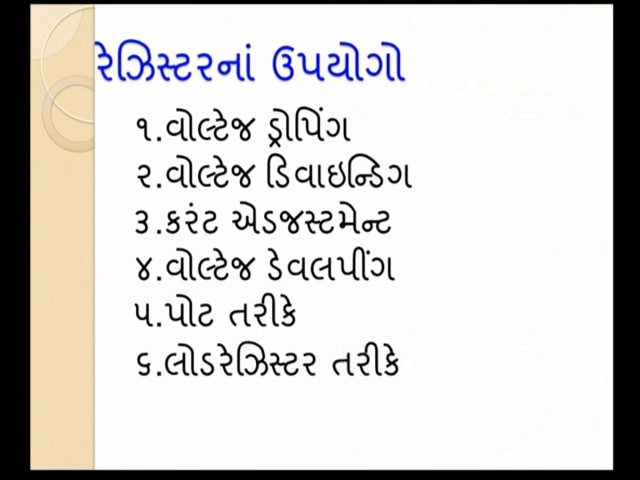 રેઝિસ્ટરનાં ઉપયોગો
૧.વોલ્ટેજ ડ્રોપિંગ
૨.વોલ્ટેજ ડિવાઇન્ડિગ
૩.કરંટ એડજસ્ટમેન્ટ
૪.વોલ્ટેજ ડેવલપીંગ
૫.પોટ તરીકે
૬.લોડરેઝિસ્ટર તરીકે